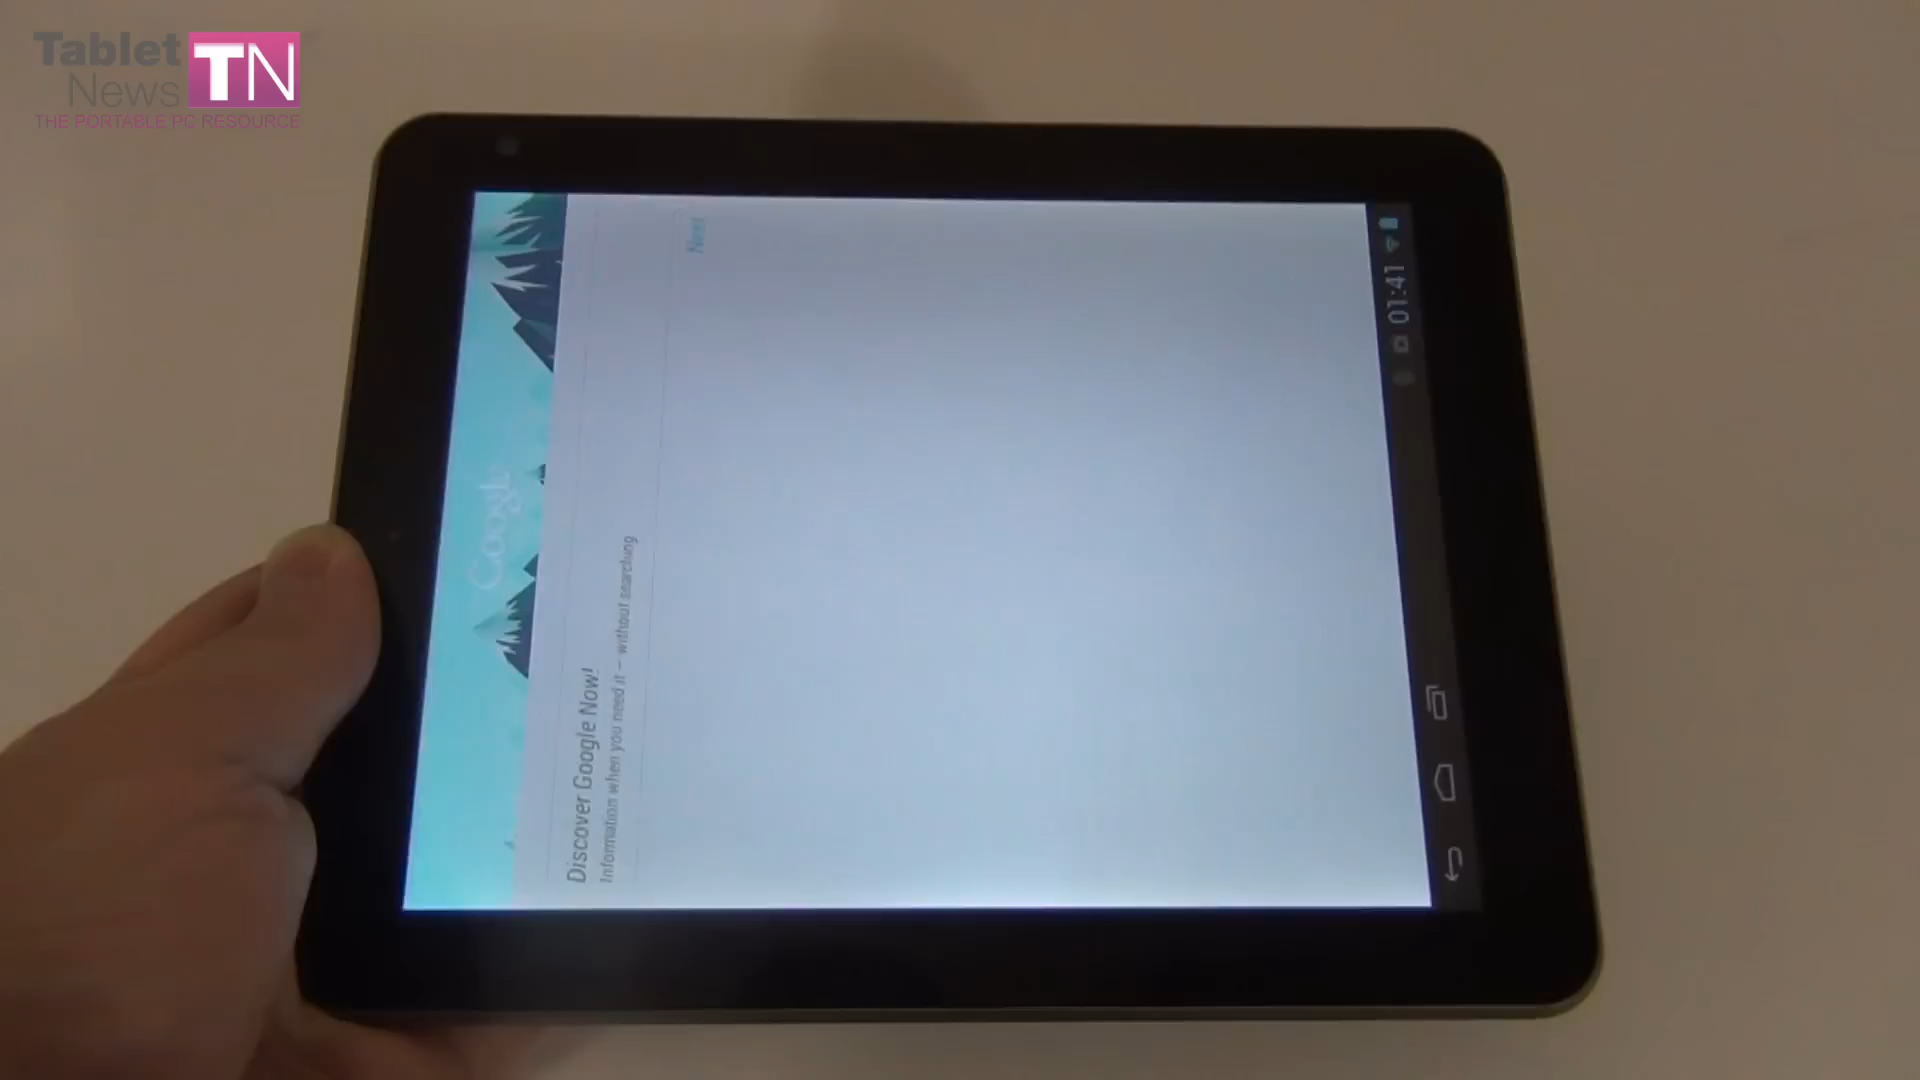 Tablet
News TN
THE PORTABLE PC RESOURCE
Google
Discover Google Now!
Information when you need it – without searching
Next
01:41